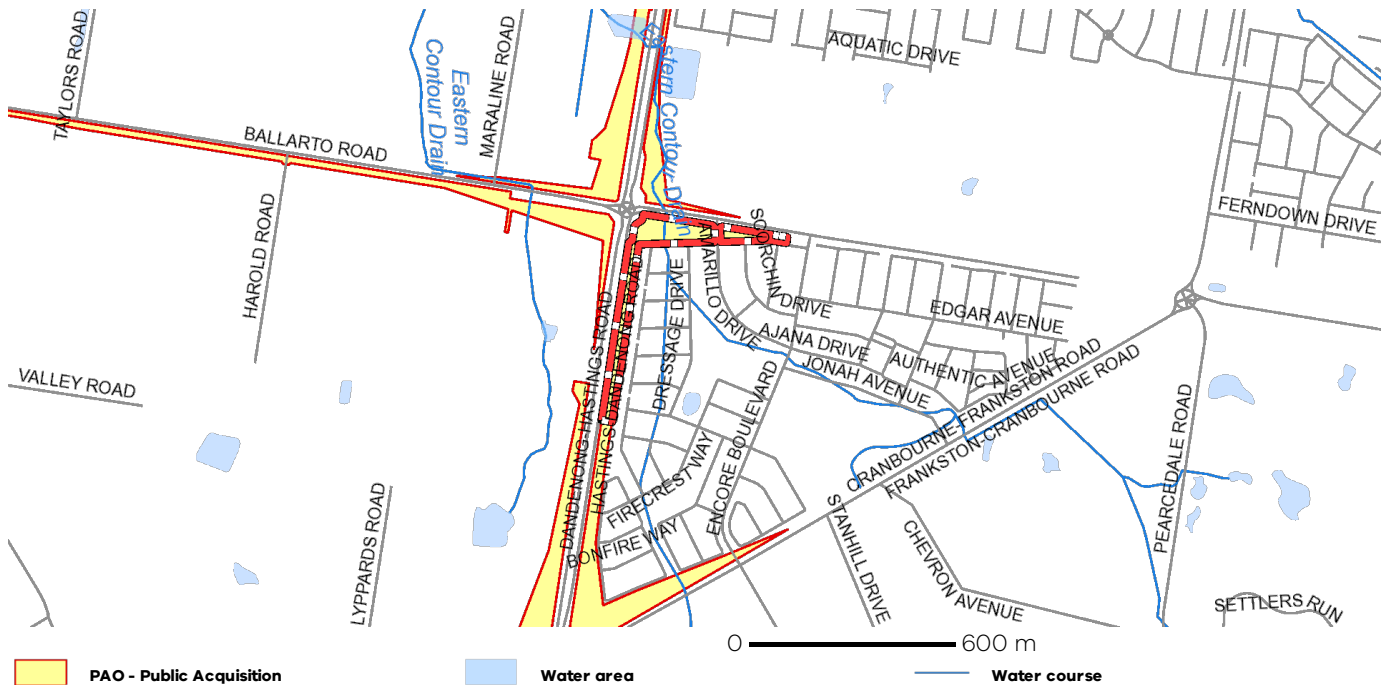 TAYLORS ROAD
Eastern
Contour Drain
MARALINE ROAD
Eastern Contour Drain
AQUATIC DRIVE
BALLARTO ROAD
HAROLD ROAD
FERNDOWN DRIVE
SCORCHIN DRIVE
AMARILLO DRIVE
DRESSAGE DRIVE
EDGAR AVENUE
AJANA DRIVE
AUTHENTIC AVENUE
JONAH AVENUE
VALLEY ROAD
DANDENONG-HASTINGS ROAD
HASTINGS-DANDENONG ROAD
CRANBOURNE-FRANKSTON ROAD
FRANKSTON-CRANBOURNE ROAD
PEARCEDALE ROAD
ENCORE BOULEVARD
FIRECREST WAY
BONFIRE WAY
LYPPARDS ROAD
STANHILL DRIVE
CHEVRON AVENUE
SETTLERS RUN
0 600 m
PAO - Public Acquisition
Water area
Water course